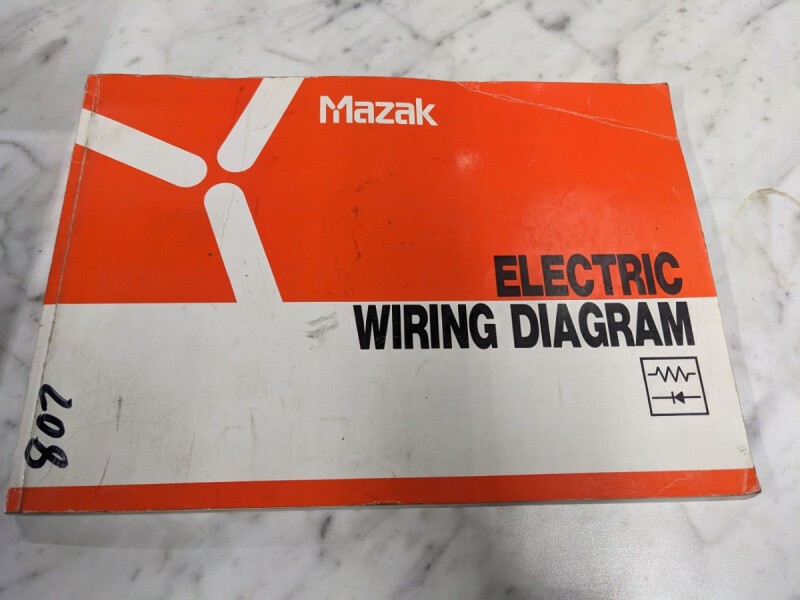 Mazak
ELECTRIC
WIRING DIAGRAM
807